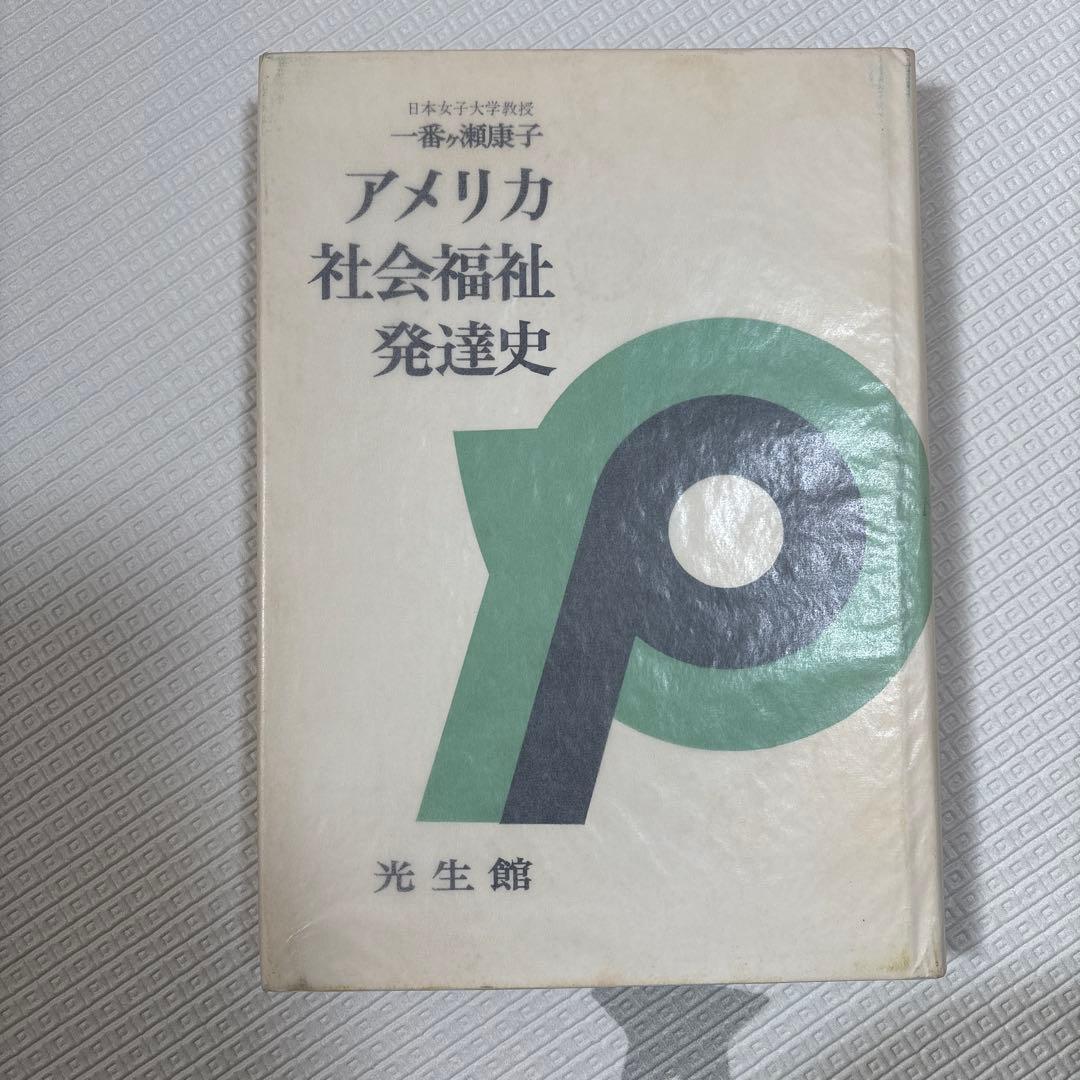 日本女子大学教授
一番ヶ瀬康子
アメリカ
社会福祉
発達史
光生館